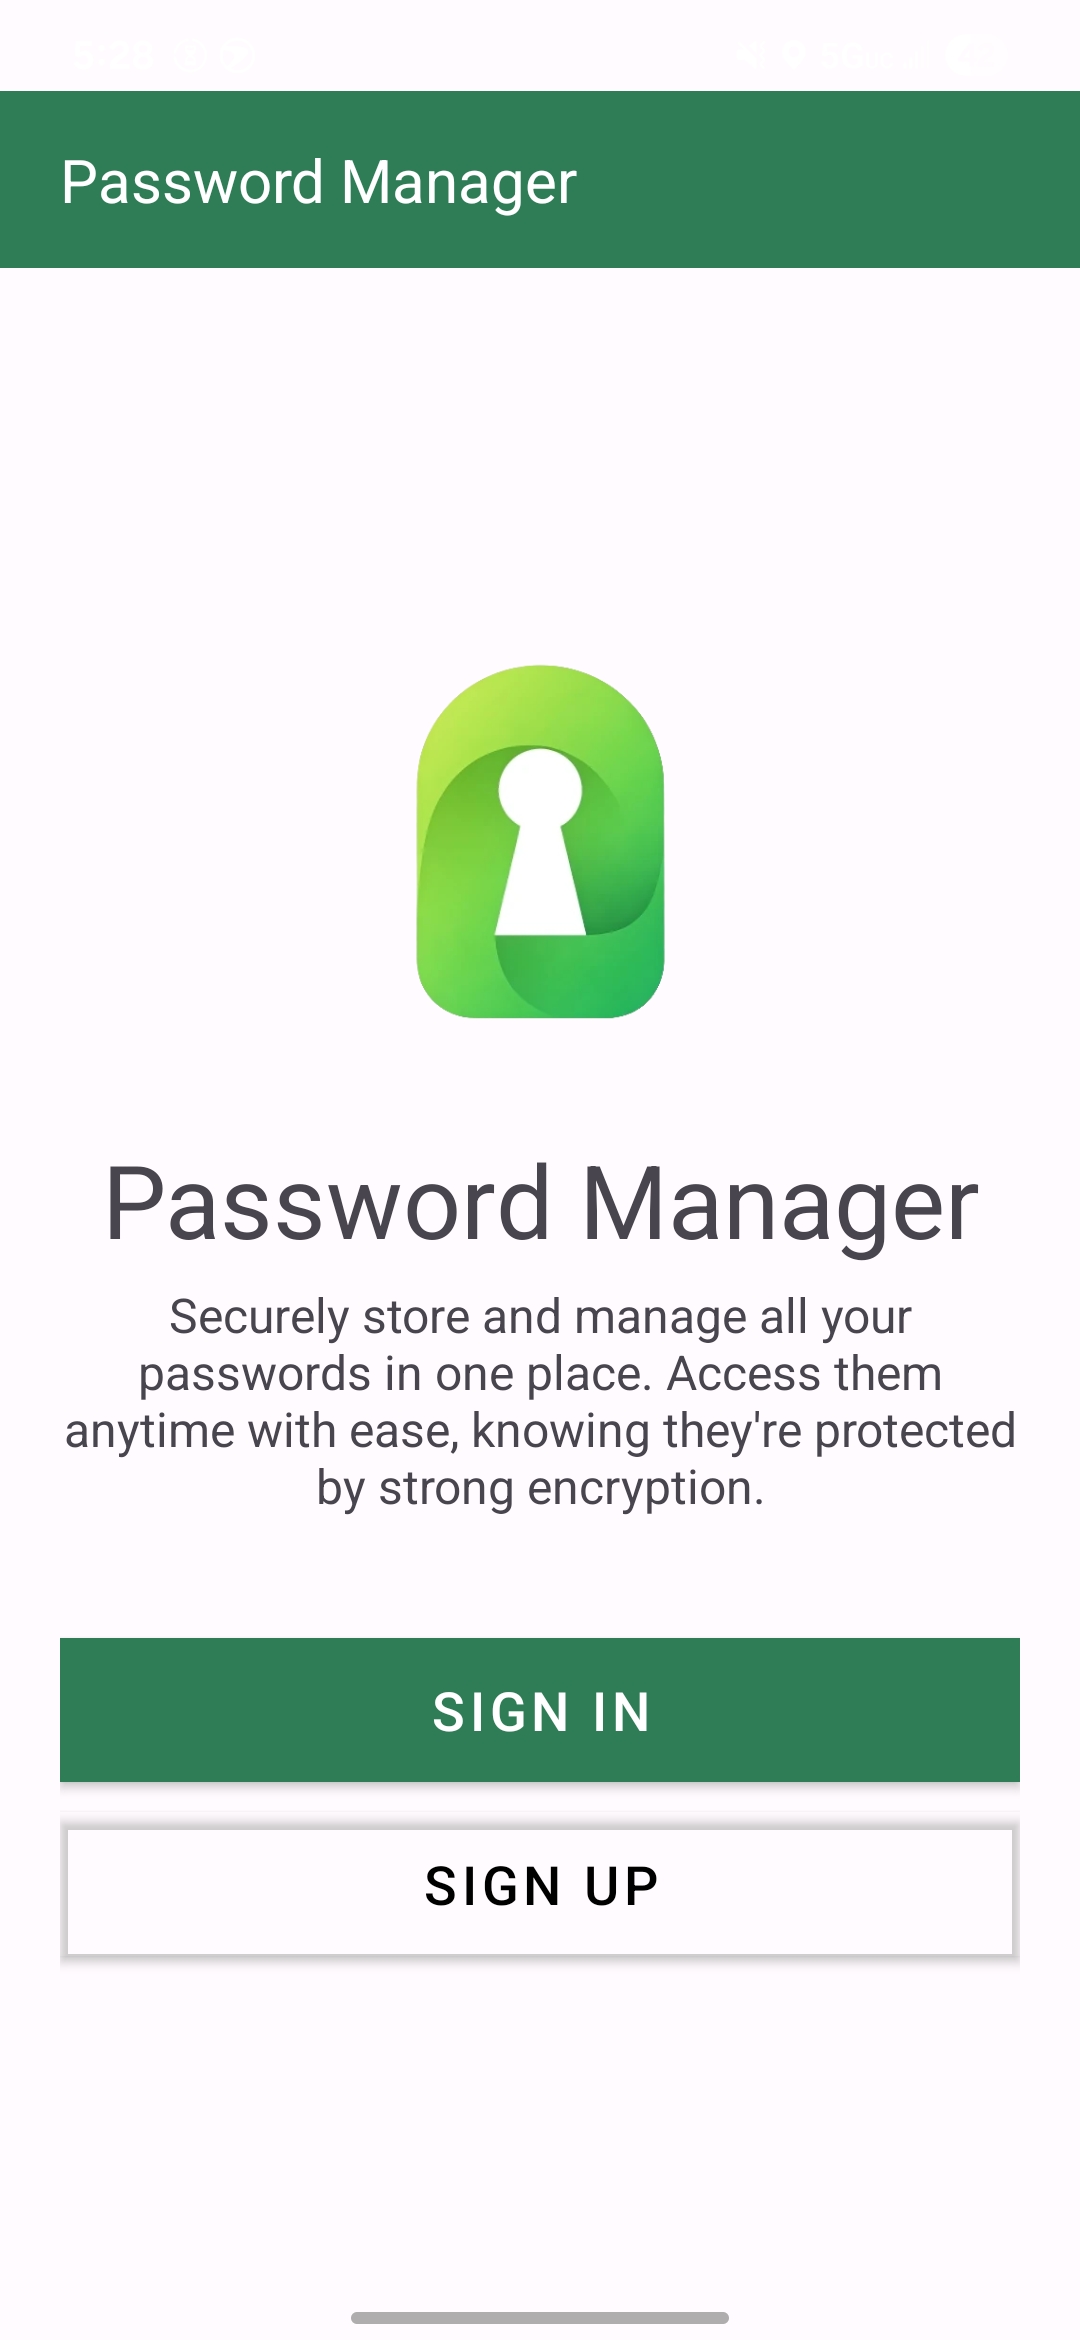 Password Manager
Password Manager
Securely store and manage all your
passwords in one place. Access them
anytime with ease, knowing they're protected
by strong encryption.
SIGN IN
SIGN UP